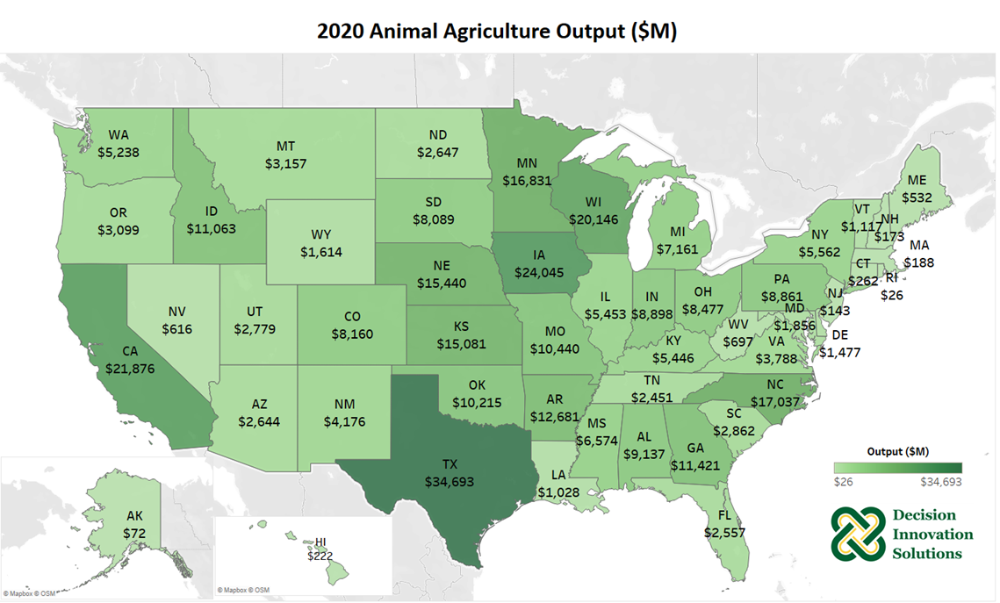 2020 Animal Agriculture Output ($M)
WA
$5,238
MT
$3,157
ND
$2,647
MN
$16,831
OR
$3,099
ID
$11,063
WY
$1,614
SD
$8,089
WI
$20,146
MI
$7,161
NY
$5,562
VT
$1,117
NH
$173
ME
$532
MA
$188
CT
$262
RI
$26
NE
$15,440
IA
$24,045
IL
$5,453
IN
$8,898
OH
$8,477
PA
$8,861
NJ
$143
NV
$616
UT
$2,779
CO
$8,160
KS
$15,081
MO
$10,440
KY
$5,446
WV
$697
MD
$1,856
VA
$3,788
DE
$1,477
CA
$21,876
AZ
$2,644
NM
$4,176
OK
$10,215
AR
$12,681
TN
$2,451
NC
$17,037
SC
$2,862
MS
$6,574
AL
$9,137
GA
$11,421
TX
$34,693
LA
$1,028
FL
$2,557
AK
$72
HI
$222
Output ($M)
$26 $34,693
Decision
Innovation
Solutions
© Mapbox © OSM
© Mapbox © OSM